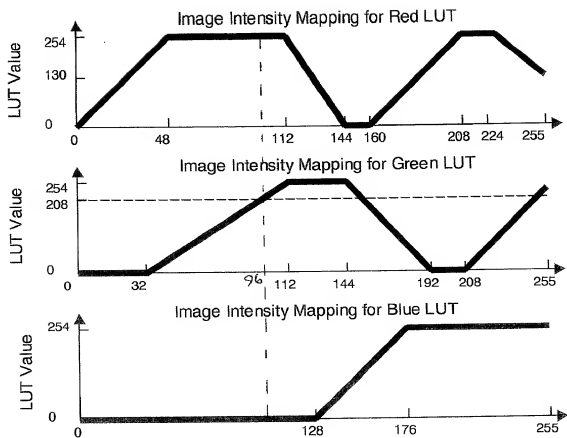 Image Intensity Mapping for Red LUT
LUT Value
254
130
0
0 48 112 144 160 208 224 255
Image Intensity Mapping for Green LUT
LUT Value
254
208
0
0 32 96 112 144 192 208 255
Image Intensity Mapping for Blue LUT
LUT Value
254
0
0 128 176 255